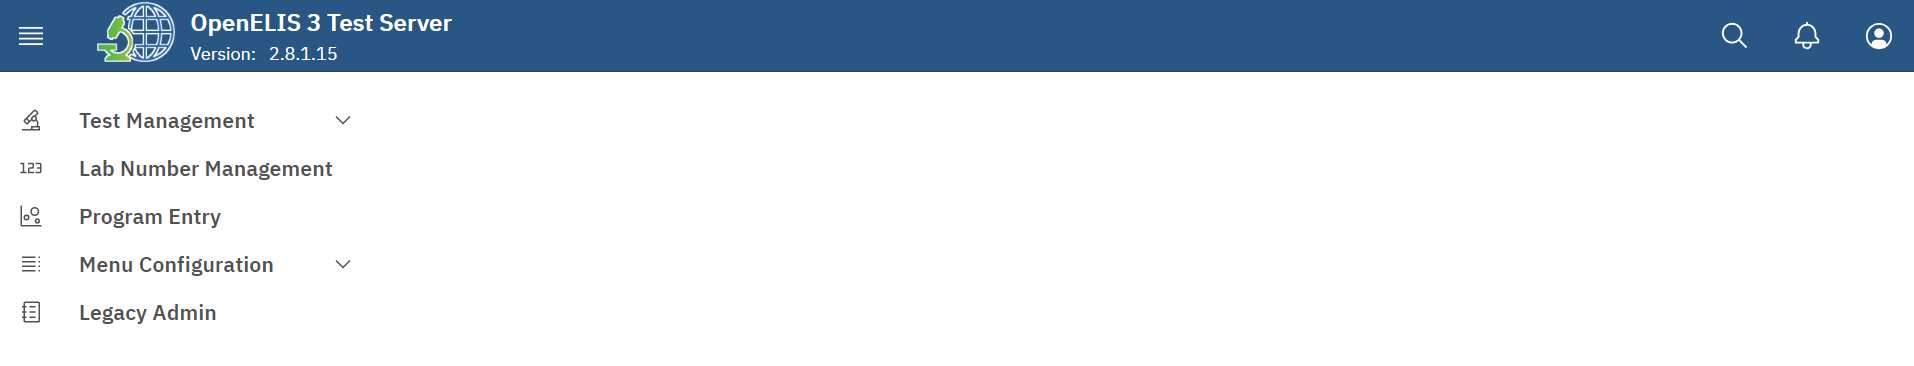 OpenELIS 3 Test Server
Version: 2.8.1.15
Test Management
123 Lab Number Management
Program Entry
Menu Configuration
Legacy Admin